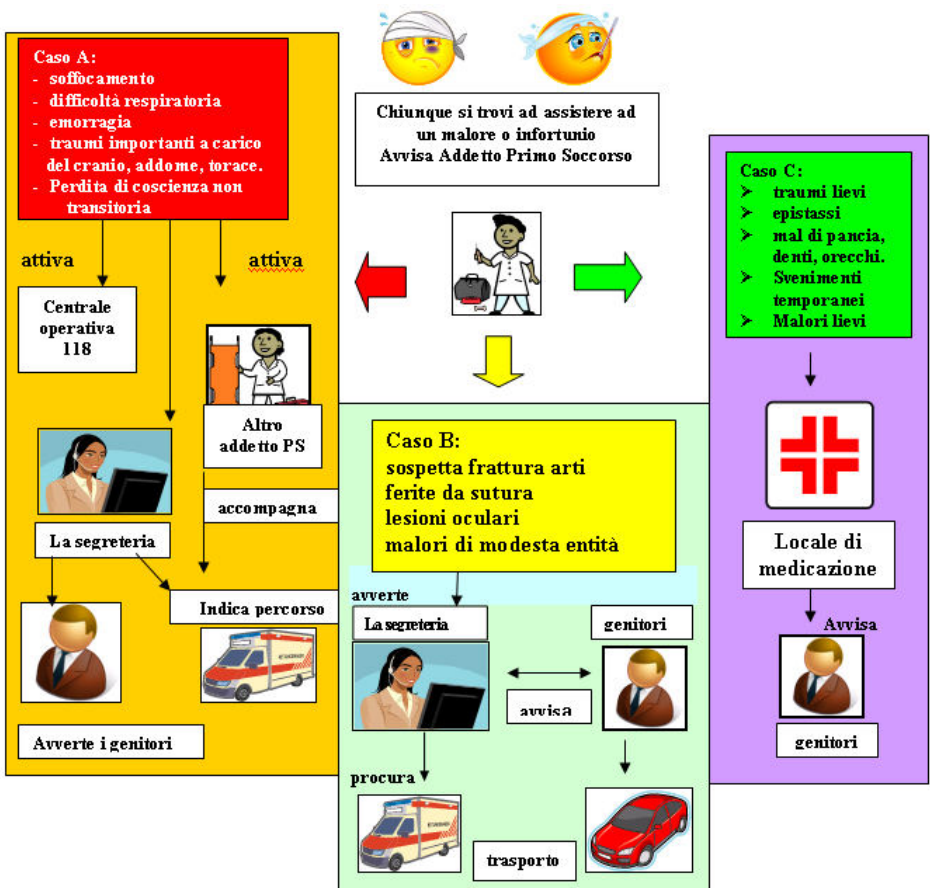 Chiunque si trovi ad assistere ad
un malore o infortunio
Avvisa Addetto Primo Soccorso
Caso A:
- soffocamento
- difficoltà respiratoria
- emorragia
- traumi importanti a carico
del cranio, addome, torace.
- Perdita di coscienza non
transitoria
attiva
attiva
Centrale
operativa
118
Altro
addetto PS
accompagna
La segreteria
Indica percorso
Avverte i genitori
Caso B:
sospetta frattura arti
ferite da sutura
lesioni oculari
malori di modesta entità
avverte
La segreteria
genitori
avvisa
procura
trasporto
Caso C:
➤ traumi lievi
➤ epistassi
➤ mal di pancia,
denti, orecchi.
➤ Svenimenti
temporanei
➤ Malori lievi
Locale di
medicazione
Avvisa
genitori